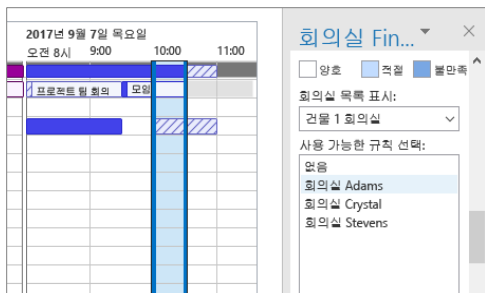 2017년 9월 7일 목요일
오전 8시 9:00 10:00 11:00
프로젝트 팀 회의 모임
회의실 Fin...
양호 적절 불만족
회의실 목록 표시:
건물 1 회의실
사용 가능한 규칙 선택:
없음
회의실 Adams
회의실 Crystal
회의실 Stevens